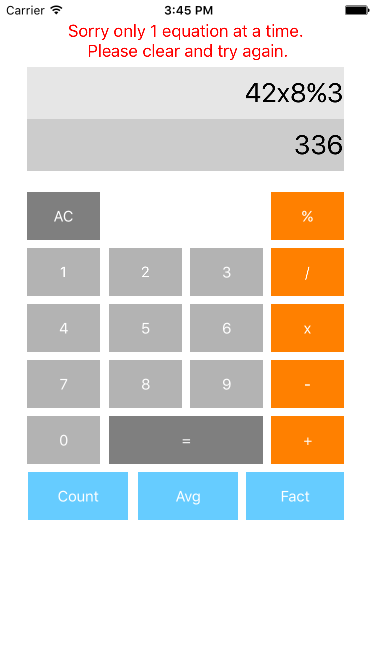 Carrier 3:45 PM
Sorry only 1 equation at a time.
Please clear and try again.
42x8%3
336
AC %
1 2 3 /
4 5 6 x
7 8 9 -
0 = +
Count Avg Fact